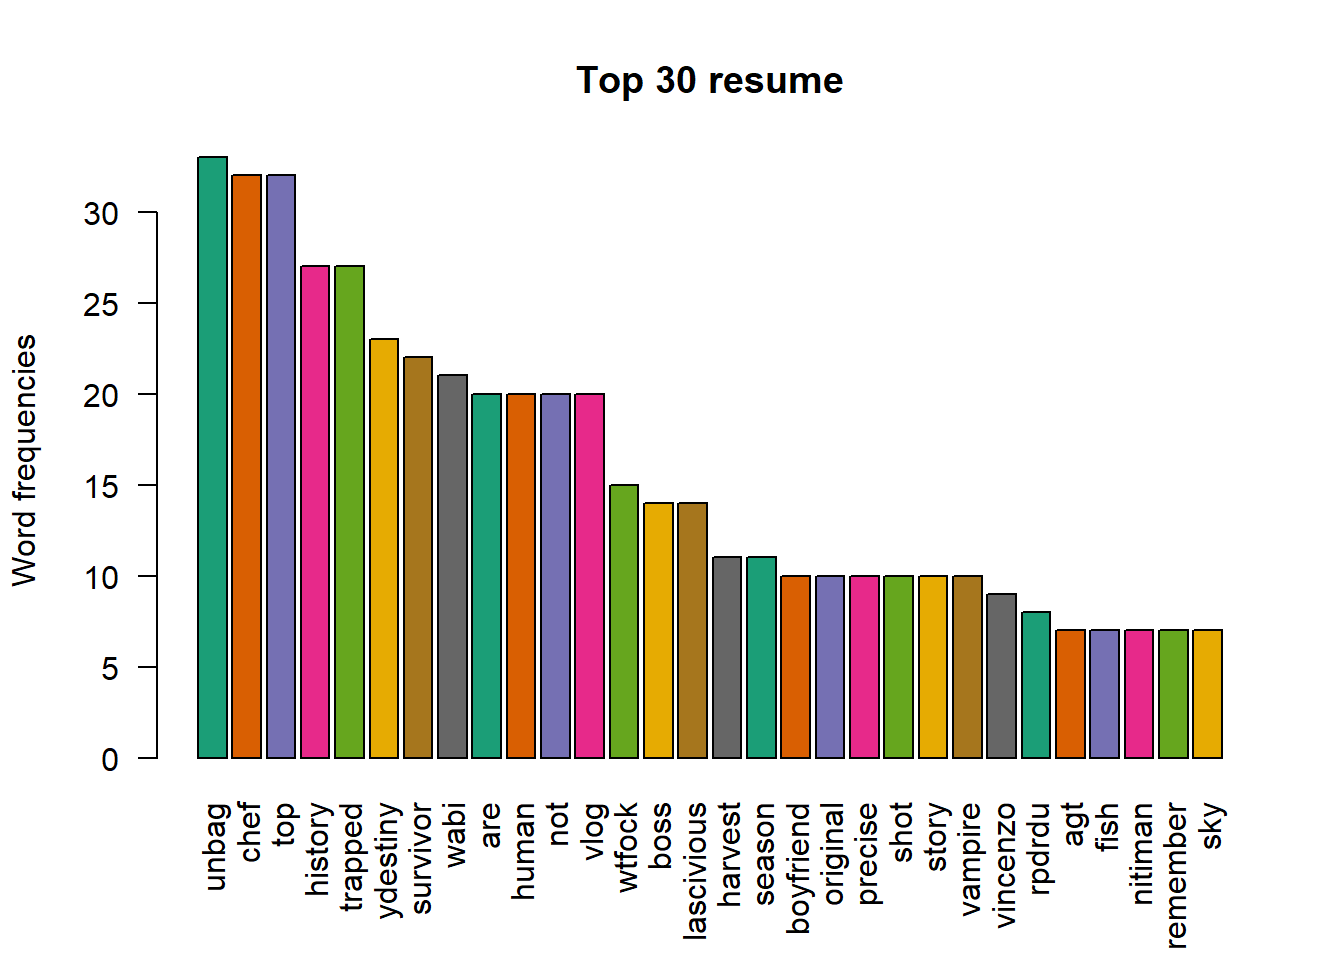 Top 30 resume
Word frequencies
30
25
20
15
10
5
0
unbag
chef
top
history
trapped
ydestiny
survivor
wabi
are
human
not
vlog
wtfock
boss
lascivious
harvest
season
boyfriend
original
precise
shot
story
vampire
vincenzo
rpdrdu
agt
fish
nitiman
remember
sky